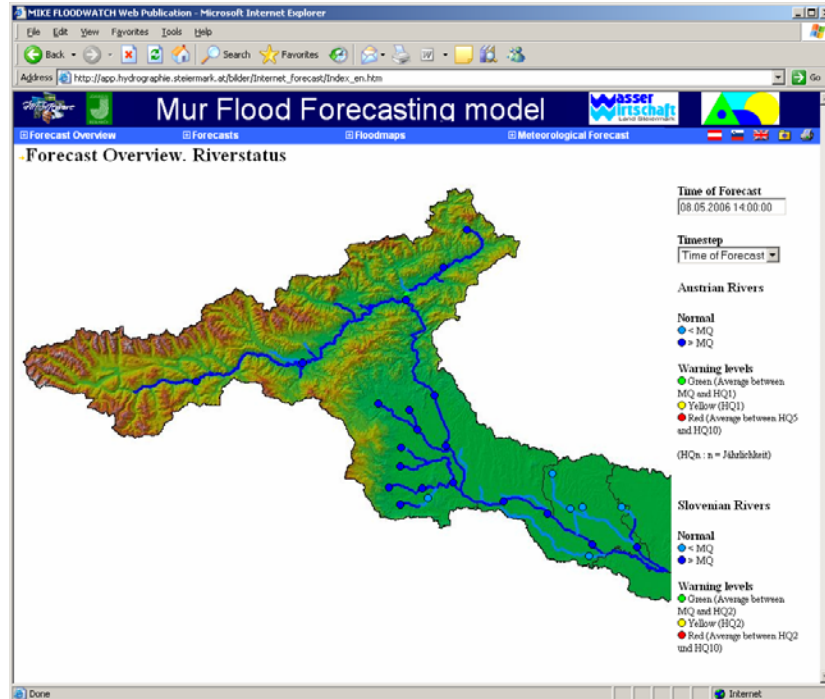 MIKE FLOODWATCH Web Publication - Microsoft Internet Explorer
File Edit View Favorites Tools Help
Back Search Favorites
Address http://app.hydrographie.steiermark.at/bilder/Internet_forecast/Index_en.htm Go
Mur Flood Forecasting model
Wasser
Wirtschaft
Land Steiermark
Forecast Overview Forecasts Floodmaps Meteorological Forecast
Forecast Overview. Riverstatus
Time of Forecast
08.05.2006 14:00:00
Timestep
Time of Forecast
Austrian Rivers
Normal
< MQ
> MQ
Warning levels
Green (Average between
MQ and HQ1)
Yellow (HQ1)
Red (Average between HQ5
and HQ10)
(HQn : n = Jährlichkeit)
Slovenian Rivers
Normal
< MQ
> MQ
Warning levels
Green (Average between
MQ and HQ2)
Yellow (HQ2)
Red (Average between HQ2
und HQ10)
Done Internet